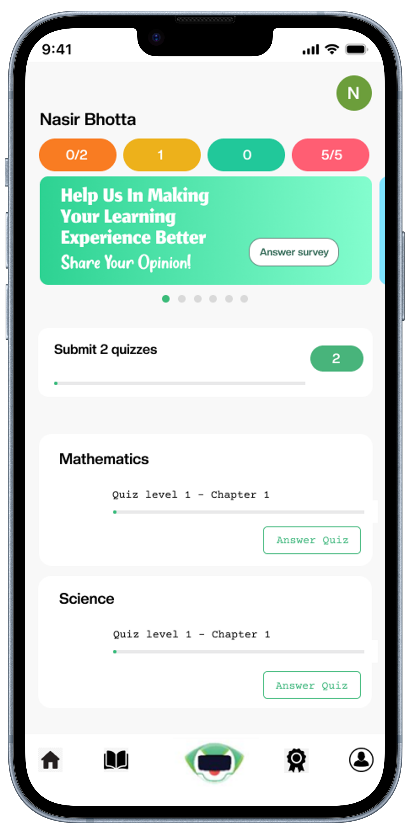 9:41
N
Nasir Bhotta
0/2
1
0
5/5
Help Us In Making
Your Learning
Experience Better
Share Your Opinion!
Answer survey
Submit 2 quizzes
2
Mathematics
Quiz level 1 - Chapter 1
Answer Quiz
Science
Quiz level 1 - Chapter 1
Answer Quiz